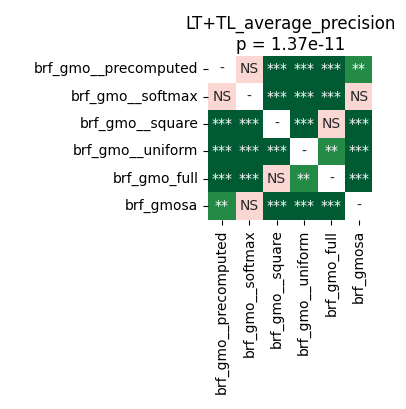 LT+TL_average_precision
p = 1.37e-11
brf_gmo__precomputed - NS *** *** *** **
brf_gmo__softmax NS - *** *** *** NS
brf_gmo__square *** *** - *** NS ***
brf_gmo__uniform *** *** *** - ** ***
brf_gmo_full *** *** NS ** - ***
brf_gmosa ** NS *** *** *** -
brf_gmo__precomputed
brf_gmo__softmax
brf_gmo__square
brf_gmo__uniform
brf_gmo_full
brf_gmosa